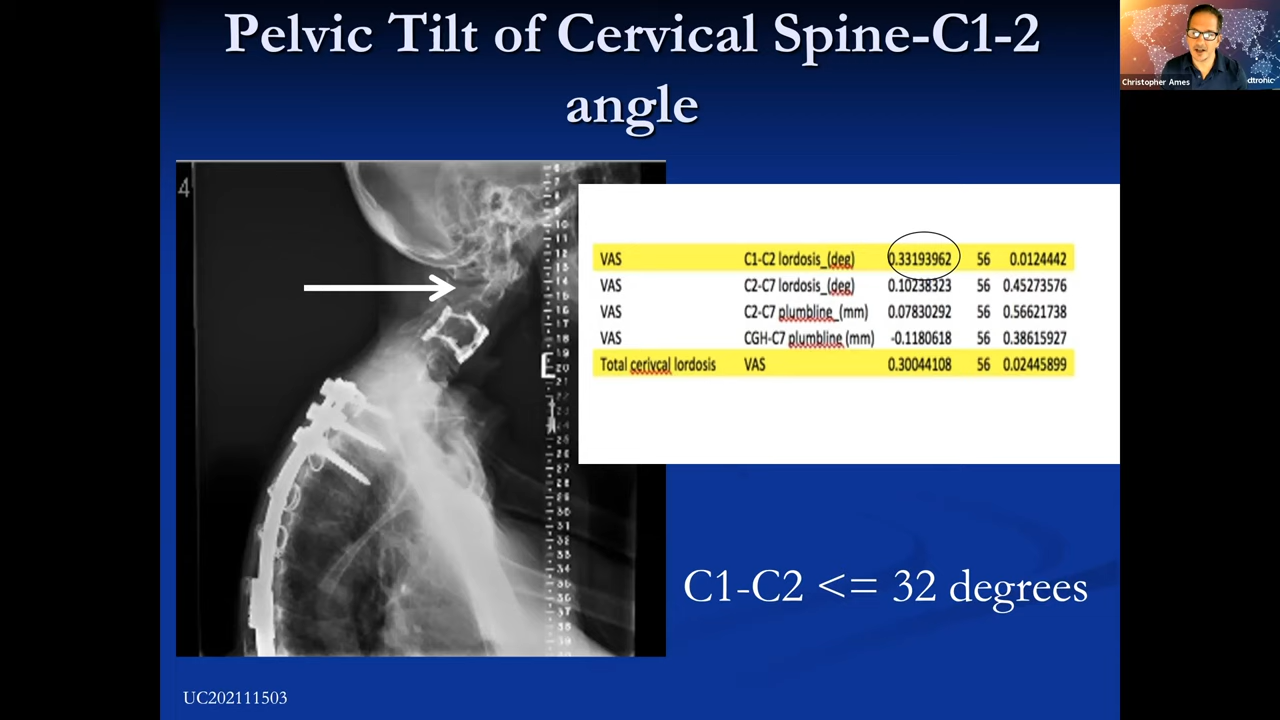 Pelvic Tilt of Cervical Spine-C1-2
angle
Christopher Ames
dtronic
4
E
VAS C1-C2 lordosis_(deg) 0.33193962 56 0.0124442
VAS C2-C7 lordosis_(deg) 0.10238323 56 0.45273576
VAS C2-C7 plumbline_(mm) 0.07830292 56 0.56621738
VAS CGH-C7 plumbline (mm) -0.1180618 56 0.38615927
Total cerivcal lordosis VAS 0.30044108 56 0.02445899
C1-C2 <= 32 degrees
UC202111503